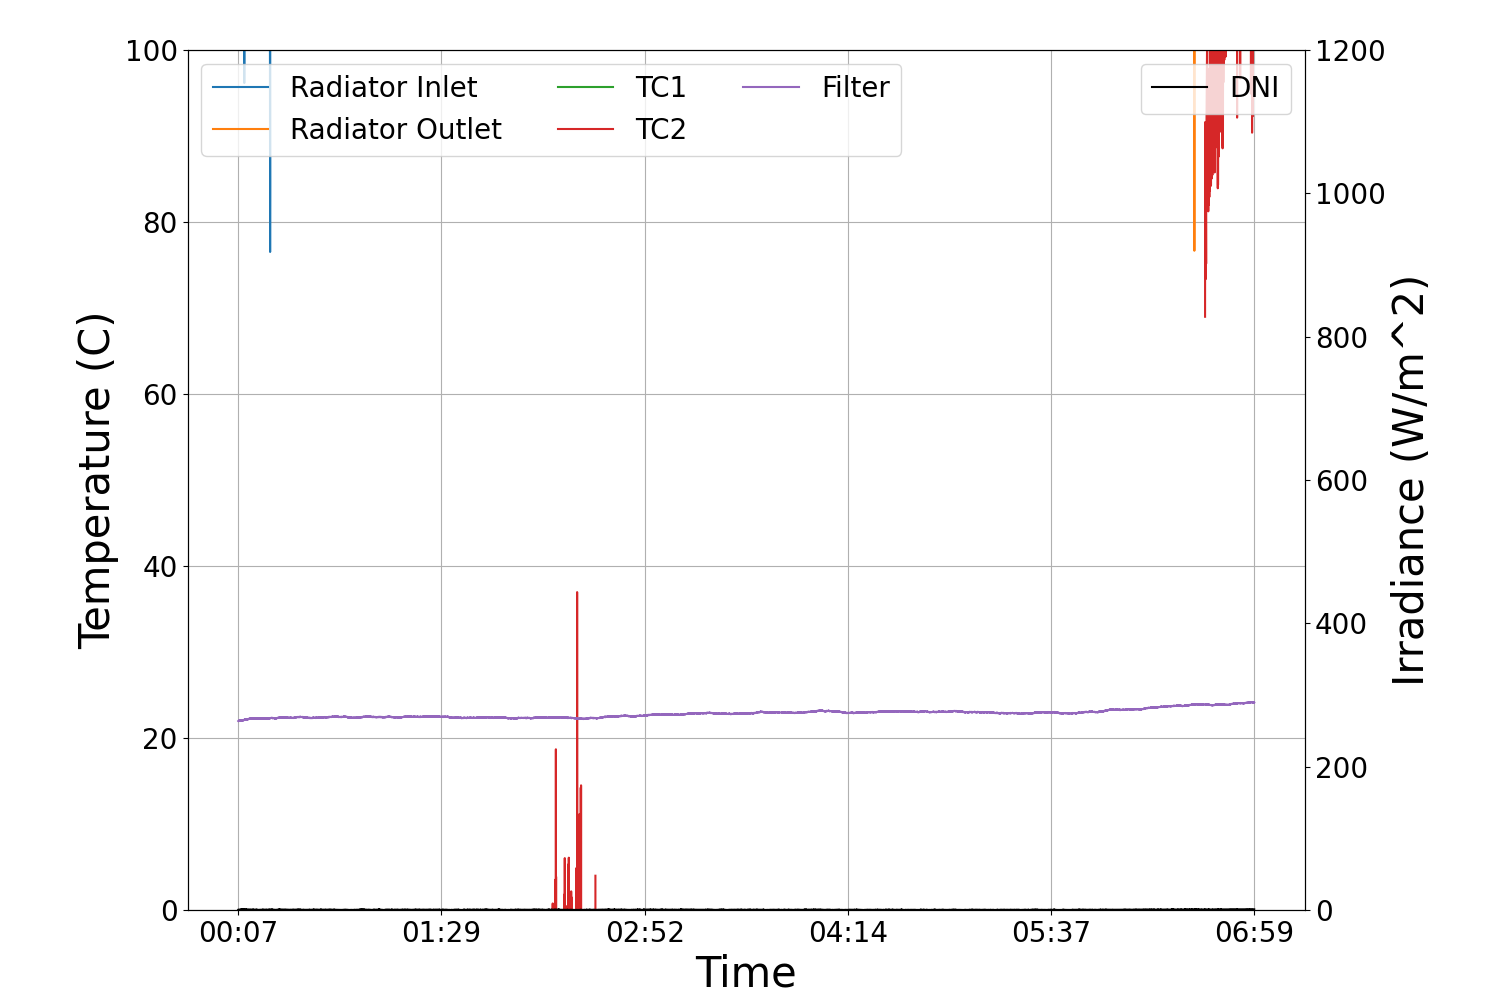 100
80
60
40
20
0
Temperature (C)
Radiator Inlet
Radiator Outlet
TC1
TC2
Filter
DNI
1200
1000
800
600
400
200
0
Irradiance (W/m^2)
00:07 01:29 02:52 04:14 05:37 06:59
Time